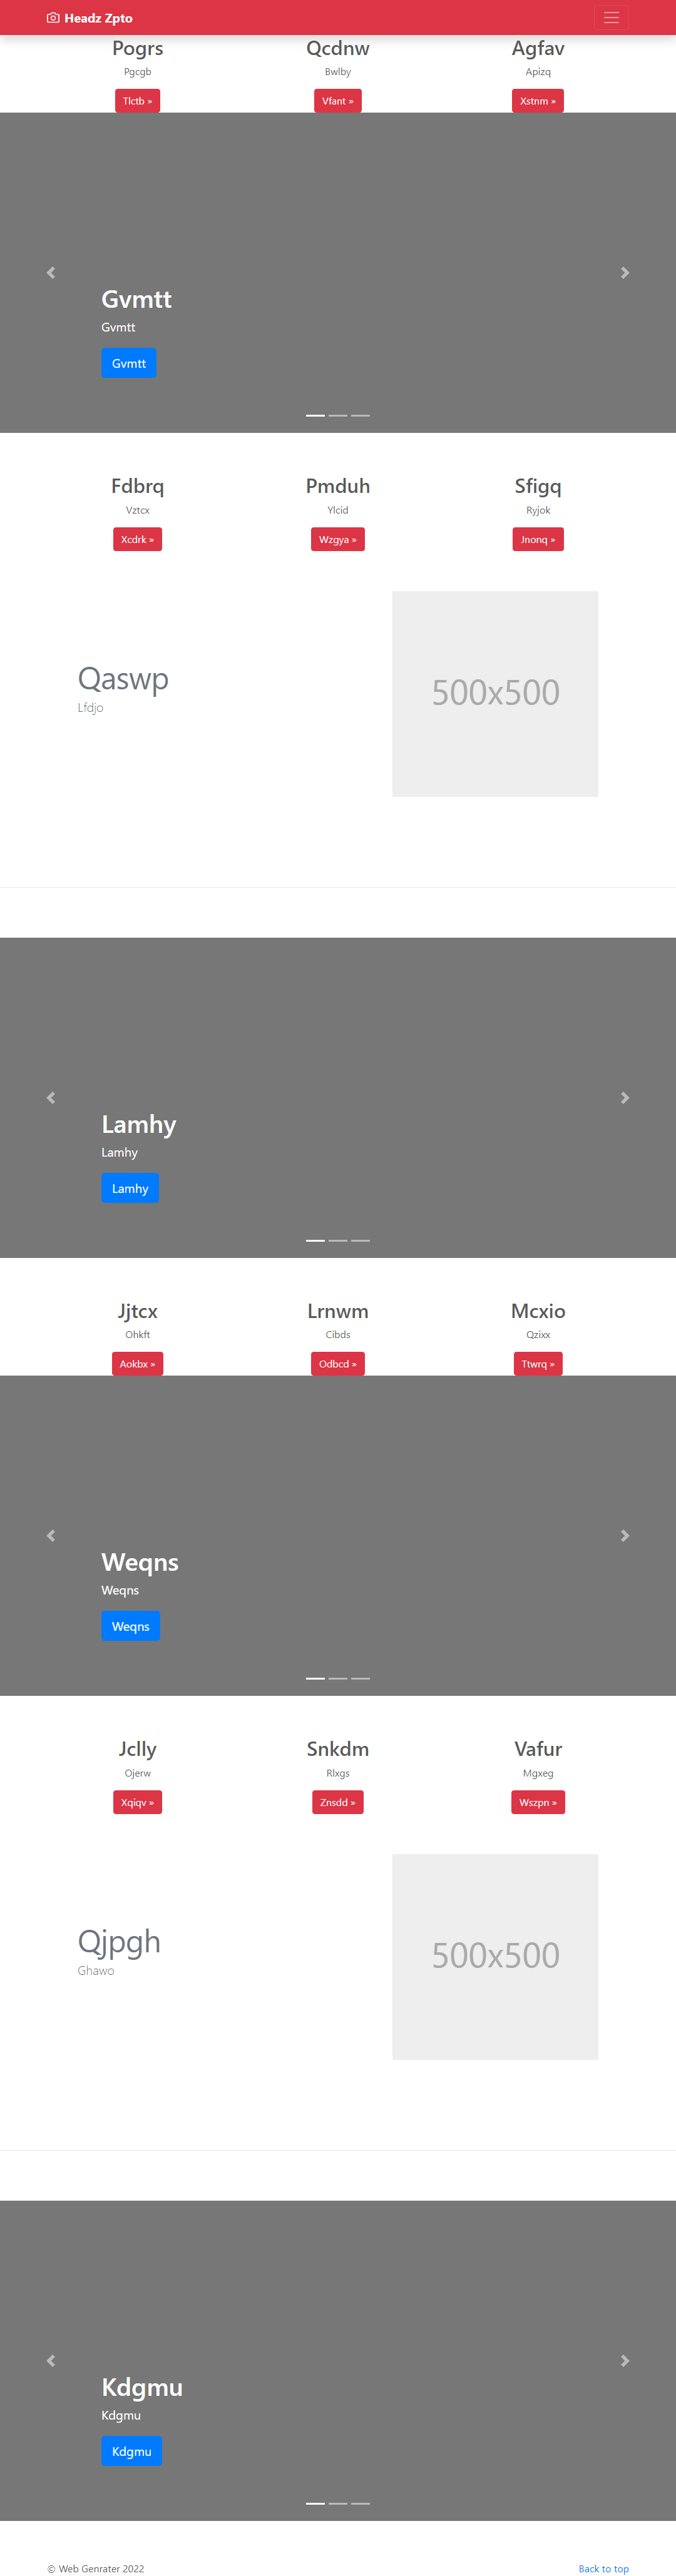 Headz Zpto
Pogrs Qcdnw Agfav
Pgcgb Bwlby Apizq
Tlctb » Vfant » Xstnm »
Gvmtt
Gvmtt
Gvmtt
Fdbrq Pmduh Sfigq
Vztcx Ylcid Ryjok
Xcdrk » Wzgya » Jnonq »
Qaswp
Lfdjo
500x500
Lamhy
Lamhy
Lamhy
Jjtcx Lrnwm Mcxio
Ohkft Cibds Qzixx
Aokbx » Odbcd » Ttwrq »
Weqns
Weqns
Weqns
Jclly Snkdm Vafur
Ojerw Rlxgs Mgxeg
Xqiqv » Znsdd » Wszpn »
Qjpgh
Ghawo
500x500
Kdgmu
Kdgmu
Kdgmu
© Web Genrater 2022 Back to top